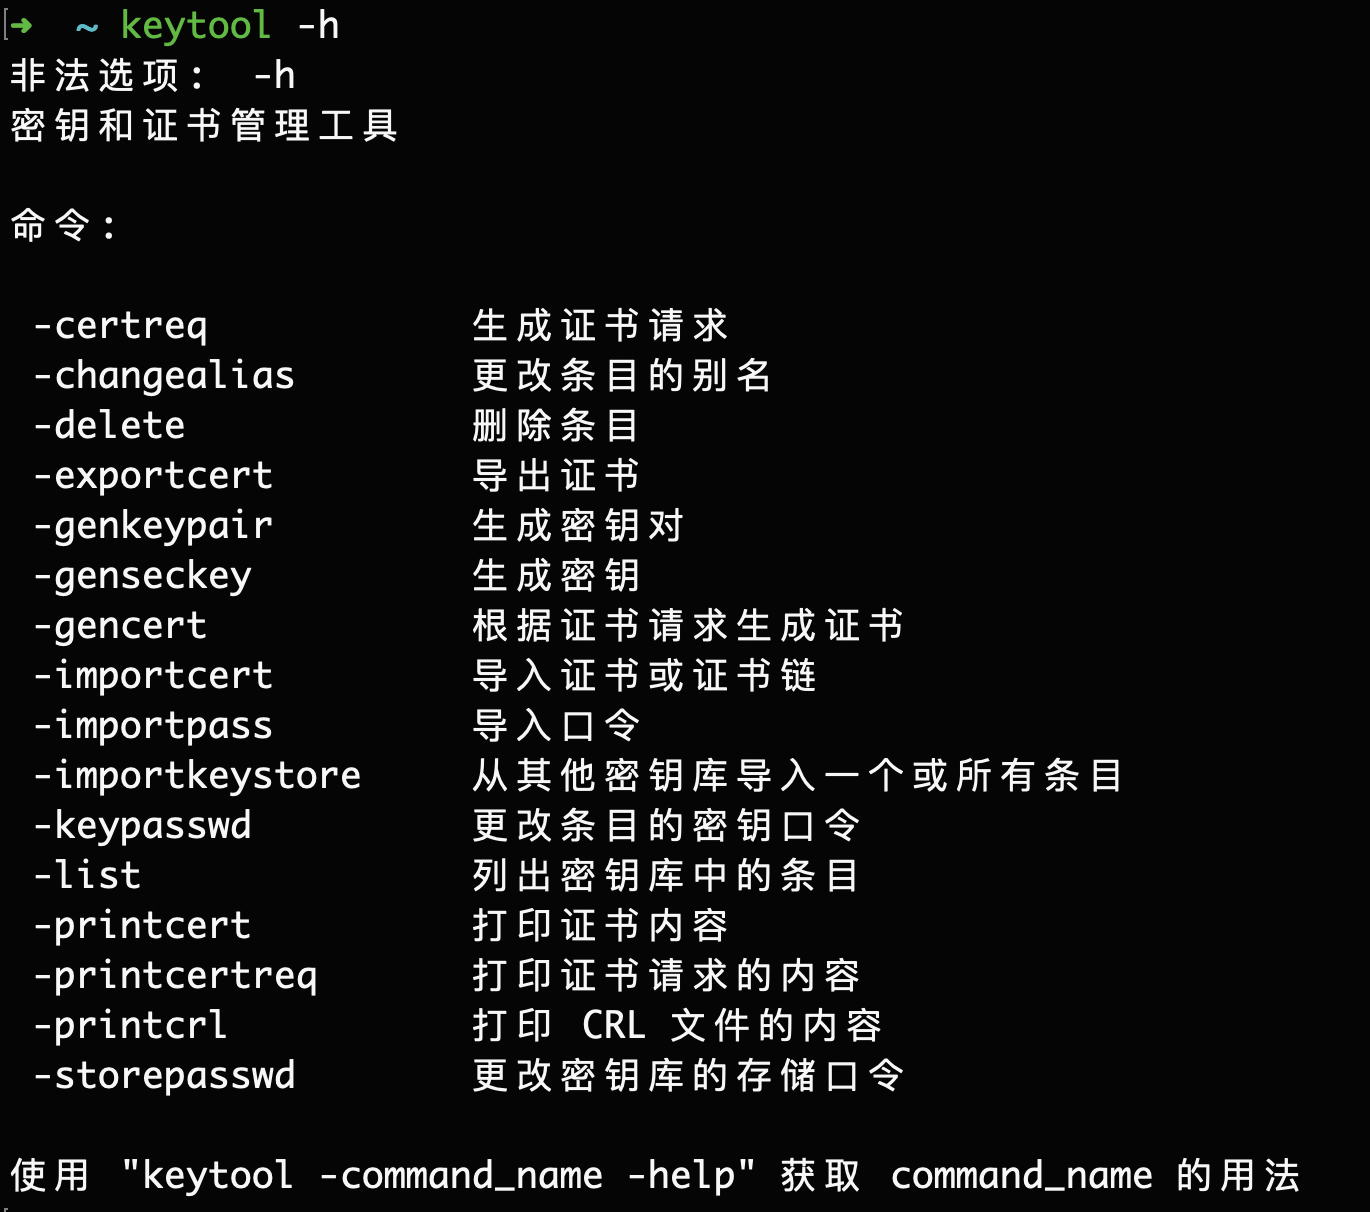 ➜  ~ keytool -h
非法选项:  -h
密钥和证书管理工具
命令:
-certreq            生成证书请求
-changealias        更改条目的别名
-delete             删除条目
-exportcert         导出证书
-genkeypair         生成密钥对
-genseckey          生成密钥
-gencert            根据证书请求生成证书
-importcert         导入证书或证书链
-importpass         导入口令
-importkeystore     从其他密钥库导入一个或所有条目
-keypasswd          更改条目的密钥口令
-list               列出密钥库中的条目
-printcert          打印证书内容
-printcertreq       打印证书请求的内容
-printcrl           打印 CRL 文件的内容
-storepasswd        更改密钥库的存储口令
使用 "keytool -command_name -help" 获取 command_name 的用法